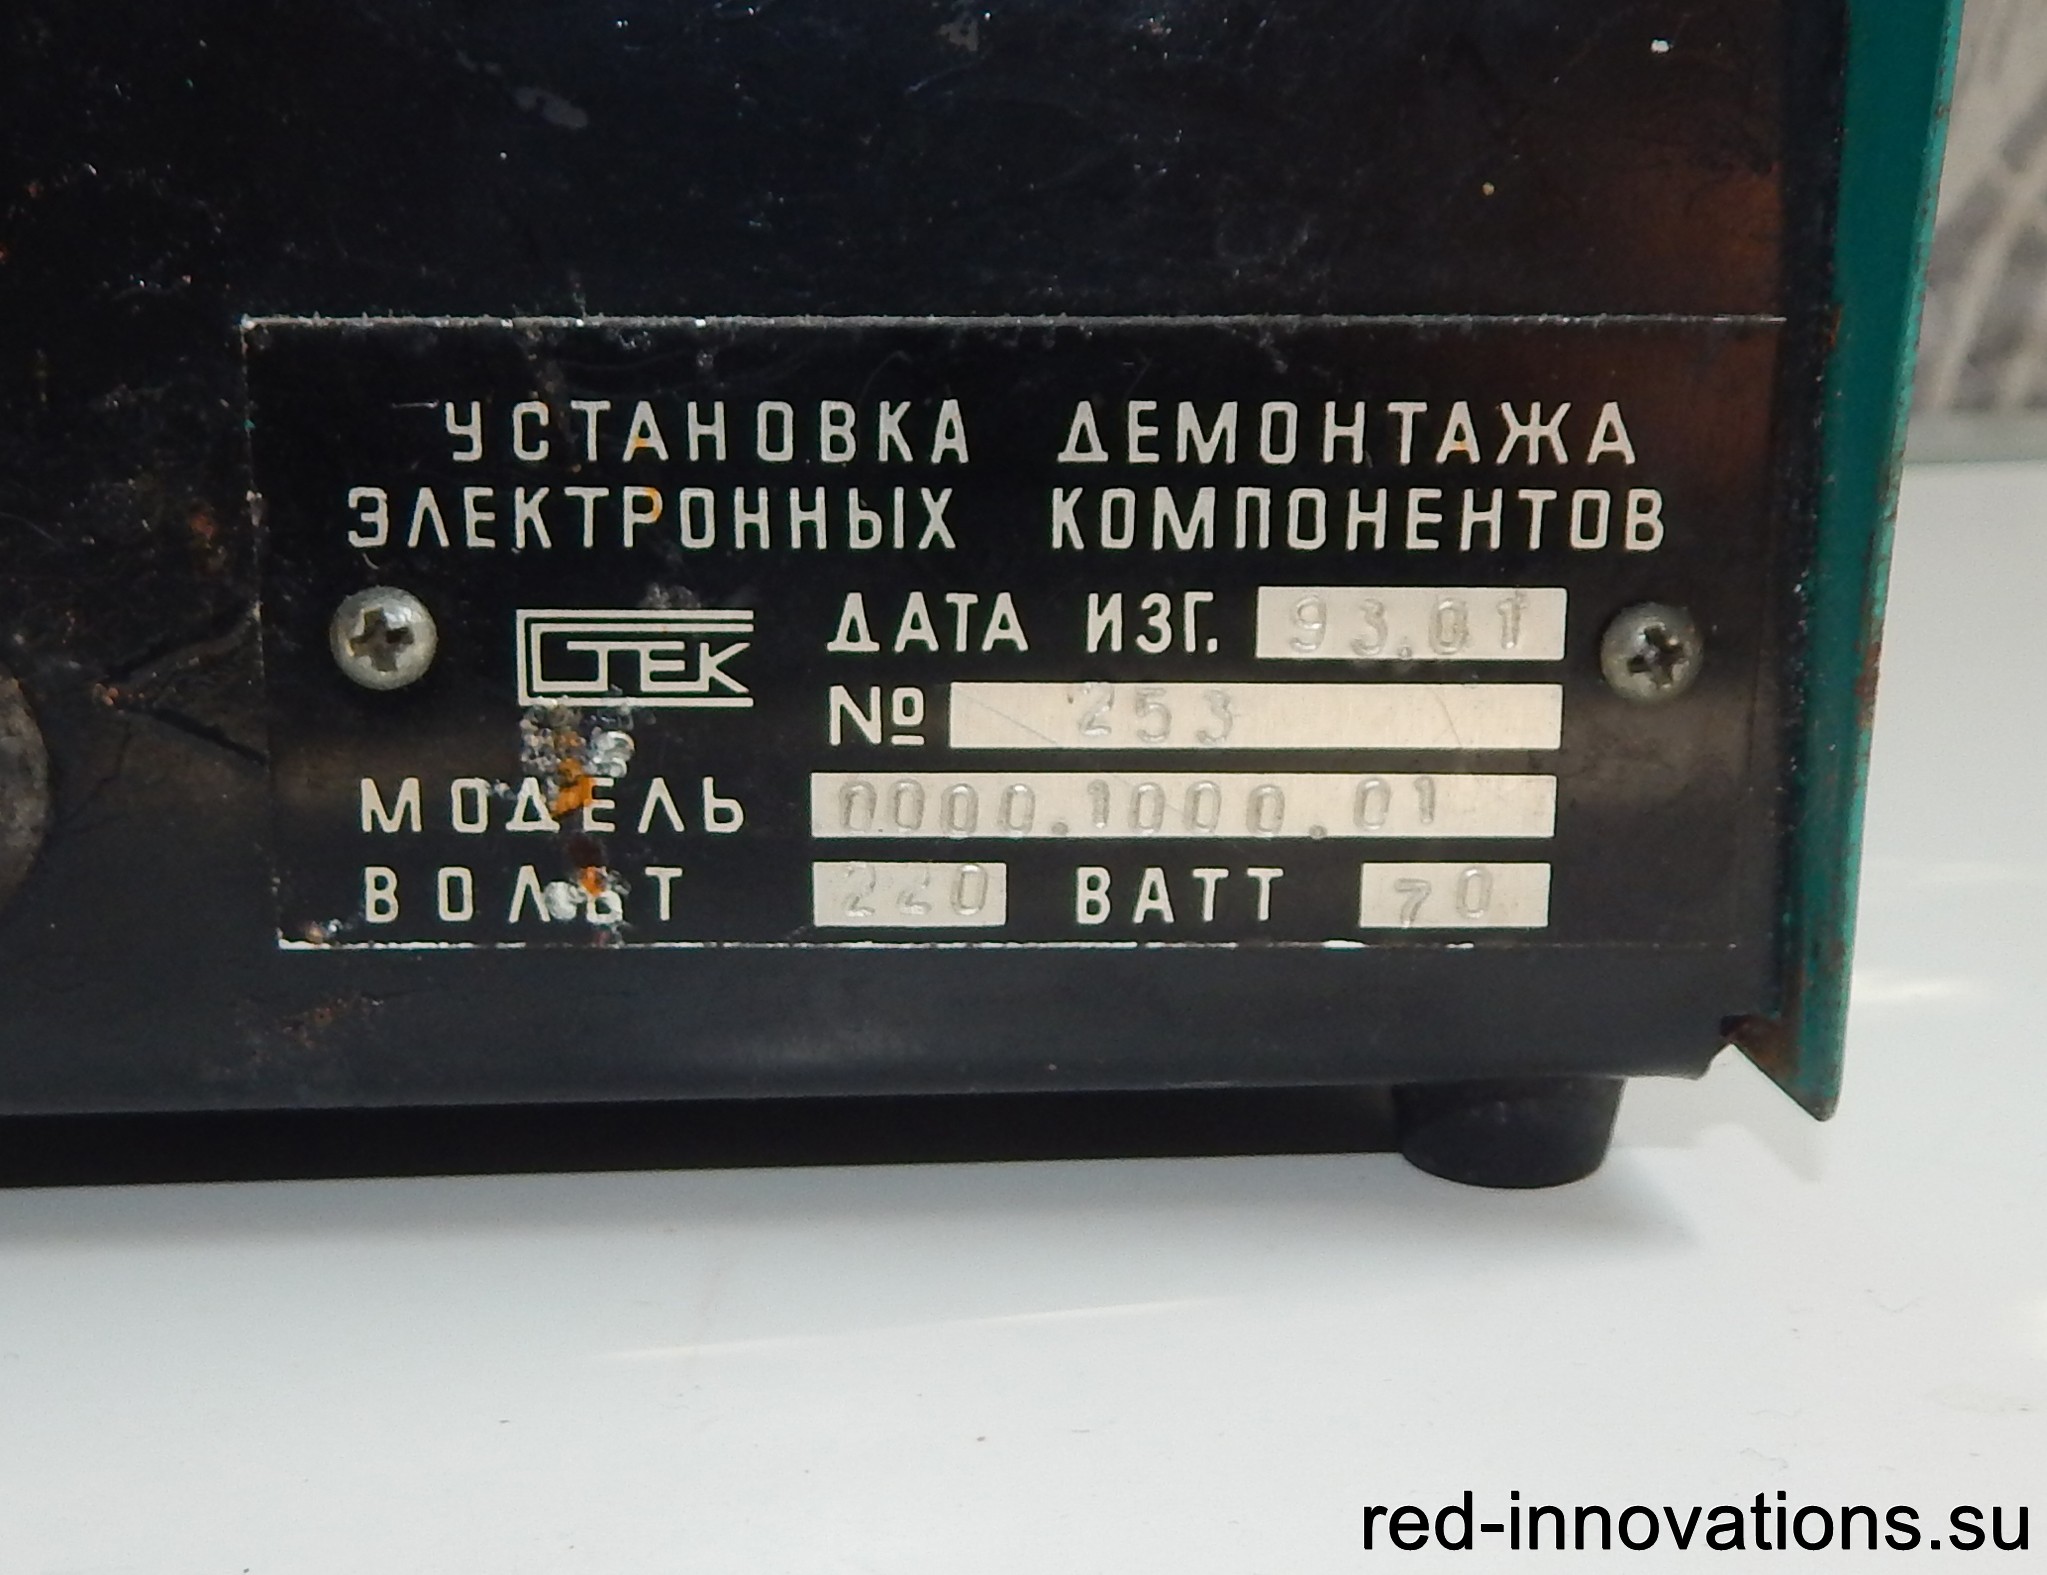 УСТАНОВКА ДЕМОНТАЖА
ЭЛЕКТРОННЫХ КОМПОНЕНТОВ
СТЕК
ДАТА ИЗГ. 93.01
№ 253
МОДЕЛЬ 0000.1000.01
ВОЛЬТ 220 ВАТТ 70
red-innovations.su